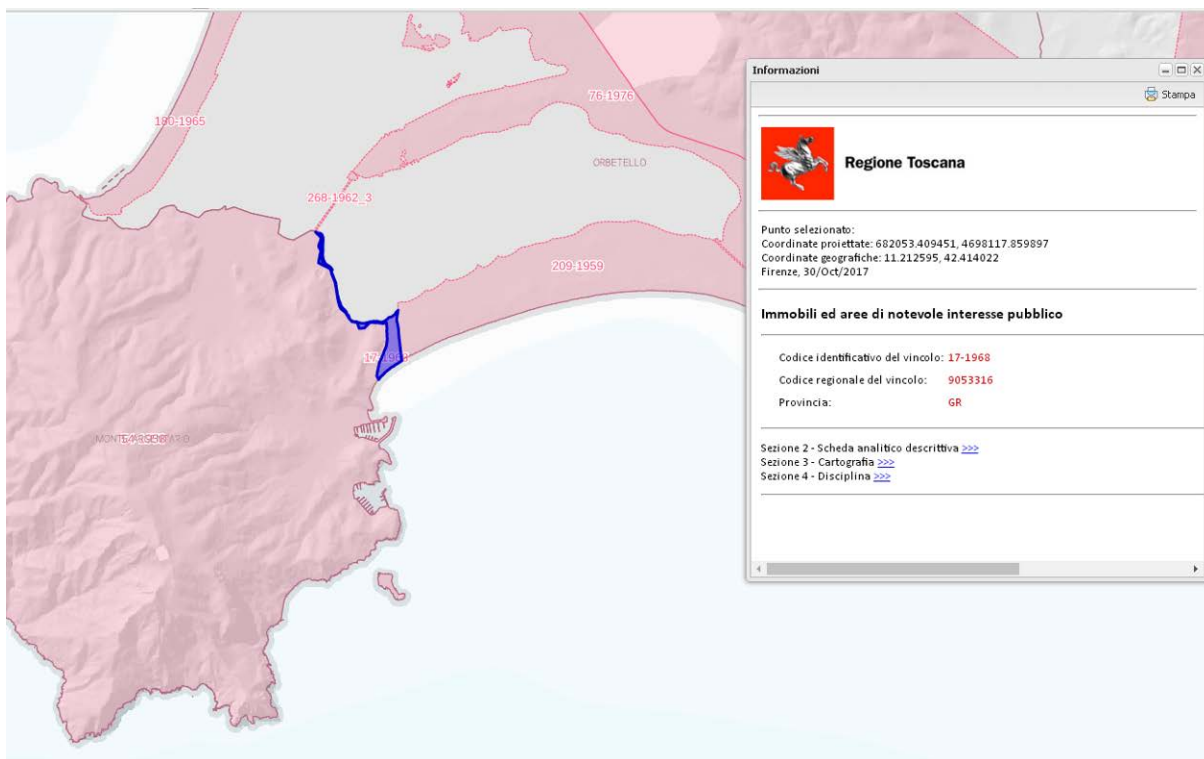 Informazioni
Stampa
Regione Toscana
Punto selezionato:
Coordinate proiettate: 682053.409451, 4698117.859897
Coordinate geografiche: 11.212595, 42.414022
Firenze, 30/Oct/2017
Immobili ed aree di notevole interesse pubblico
Codice identificativo del vincolo: 17-1968
Codice regionale del vincolo: 9053316
Provincia: GR
Sezione 2 - Scheda analitico descrittiva >>>
Sezione 3 - Cartografia >>>
Sezione 4 - Disciplina >>>
76-1976
180-1965
ORBETELLO
268-1962_3
209-1959
17-1968